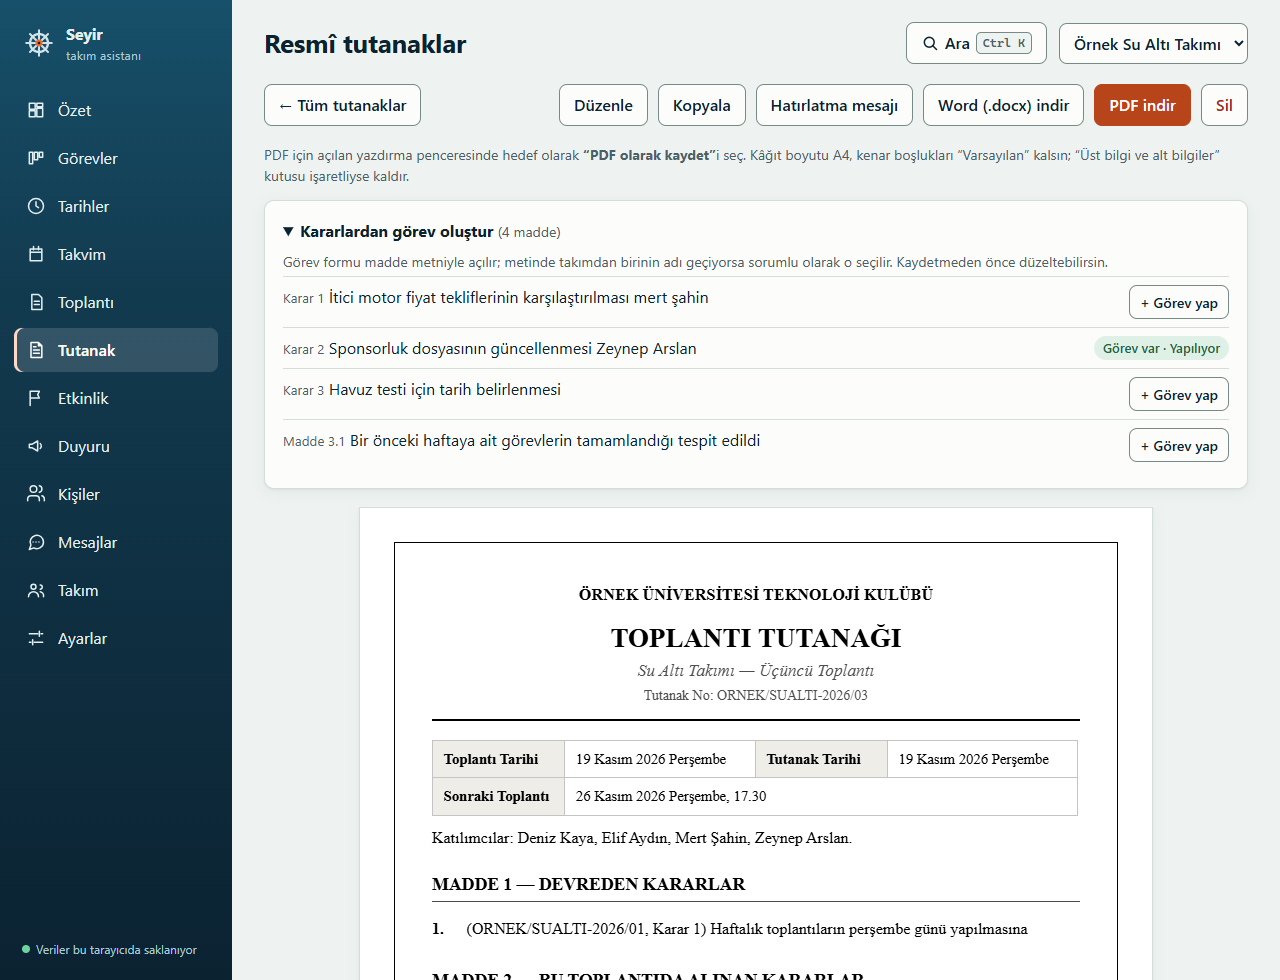 Seyir
takım asistanı
Özet
Görevler
Tarihler
Takvim
Toplantı
Tutanak
Etkinlik
Duyuru
Kişiler
Mesajlar
Takım
Ayarlar
Veriler bu tarayıcıda saklanıyor
Resmî tutanaklar
Ara Ctrl K
Örnek Su Altı Takımı
← Tüm tutanaklar
Düzenle
Kopyala
Hatırlatma mesajı
Word (.docx) indir
PDF indir
Sil
PDF için açılan yazdırma penceresinde hedef olarak “PDF olarak kaydet”i seç. Kâğıt boyutu A4, kenar boşlukları “Varsayılan” kalsın; “Üst bilgi ve alt bilgiler”
kutusu işaretliyse kaldır.
▼ Kararlardan görev oluştur (4 madde)
Görev formu madde metniyle açılır; metinde takımdan birinin adı geçiyorsa sorumlu olarak o seçilir. Kaydetmeden önce düzeltebilirsin.
Karar 1 İtici motor fiyat tekliflerinin karşılaştırılması mert şahin
+ Görev yap
Karar 2 Sponsorluk dosyasının güncellenmesi Zeynep Arslan
Görev var · Yapılıyor
Karar 3 Havuz testi için tarih belirlenmesi
+ Görev yap
Madde 3.1 Bir önceki haftaya ait görevlerin tamamlandığı tespit edildi
+ Görev yap
ÖRNEK ÜNİVERSİTESİ TEKNOLOJİ KULÜBÜ
TOPLANTI TUTANAĞI
Su Altı Takımı — Üçüncü Toplantı
Tutanak No: ORNEK/SUALTI-2026/03
Toplantı Tarihi 19 Kasım 2026 Perşembe Tutanak Tarihi 19 Kasım 2026 Perşembe
Sonraki Toplantı 26 Kasım 2026 Perşembe, 17.30
Katılımcılar: Deniz Kaya, Elif Aydın, Mert Şahin, Zeynep Arslan.
MADDE 1 — DEVREDEN KARARLAR
1. (ORNEK/SUALTI-2026/01, Karar 1) Haftalık toplantıların perşembe günü yapılmasına
MADDE 2 — BU TOPLANTIDA ALINAN KARARLAR